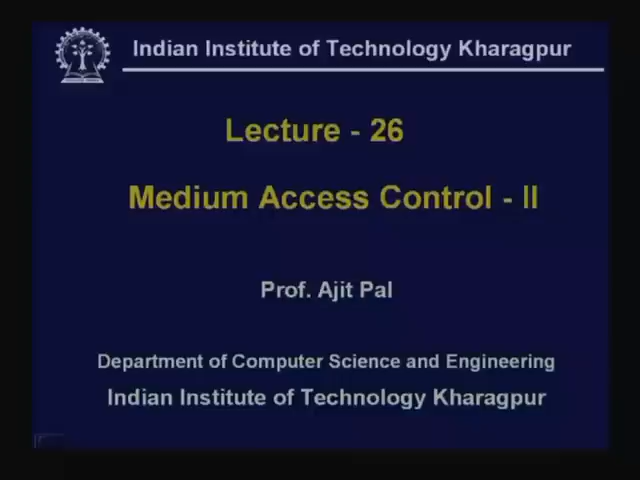 Indian Institute of Technology Kharagpur
Lecture - 26
Medium Access Control - II
Prof. Ajit Pal
Department of Computer Science and Engineering
Indian Institute of Technology Kharagpur